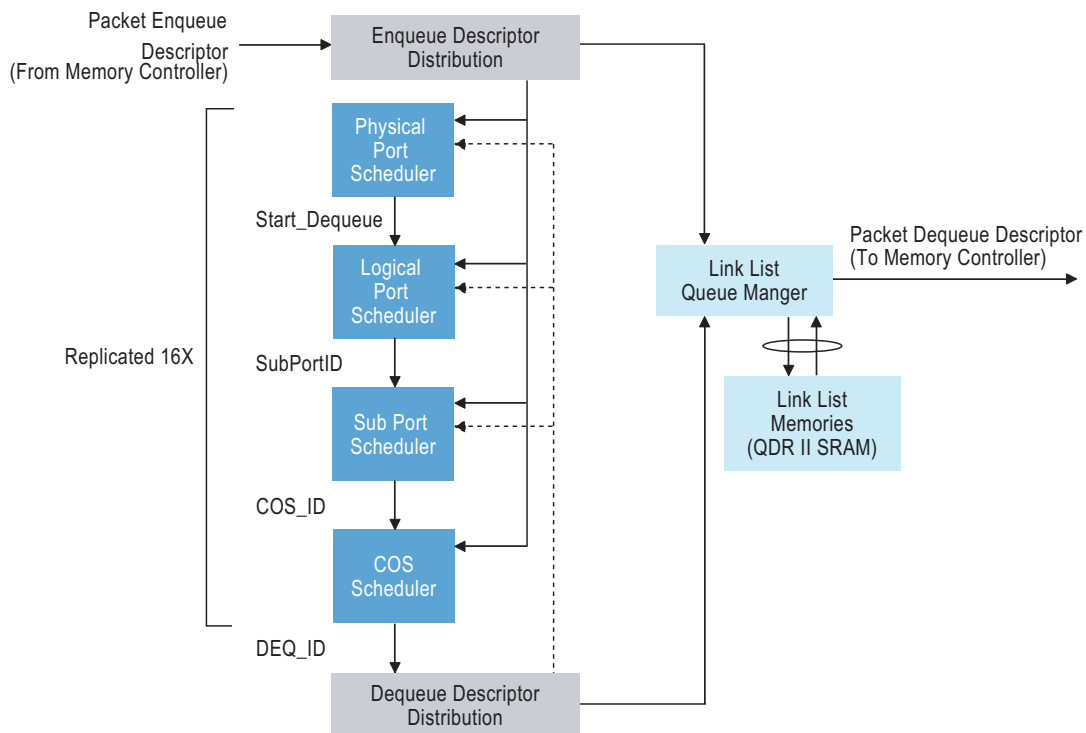 Packet Enqueue
Descriptor
(From Memory Controller)
Enqueue Descriptor
Distribution
Physical
Port
Scheduler
Start_Dequeue
Logical
Port
Scheduler
Replicated 16X
SubPortID
Sub Port
Scheduler
COS_ID
COS
Scheduler
DEQ_ID
Dequeue Descriptor
Distribution
Link List
Queue Manger
Packet Dequeue Descriptor
(To Memory Controller)
Link List
Memories
(QDR II SRAM)